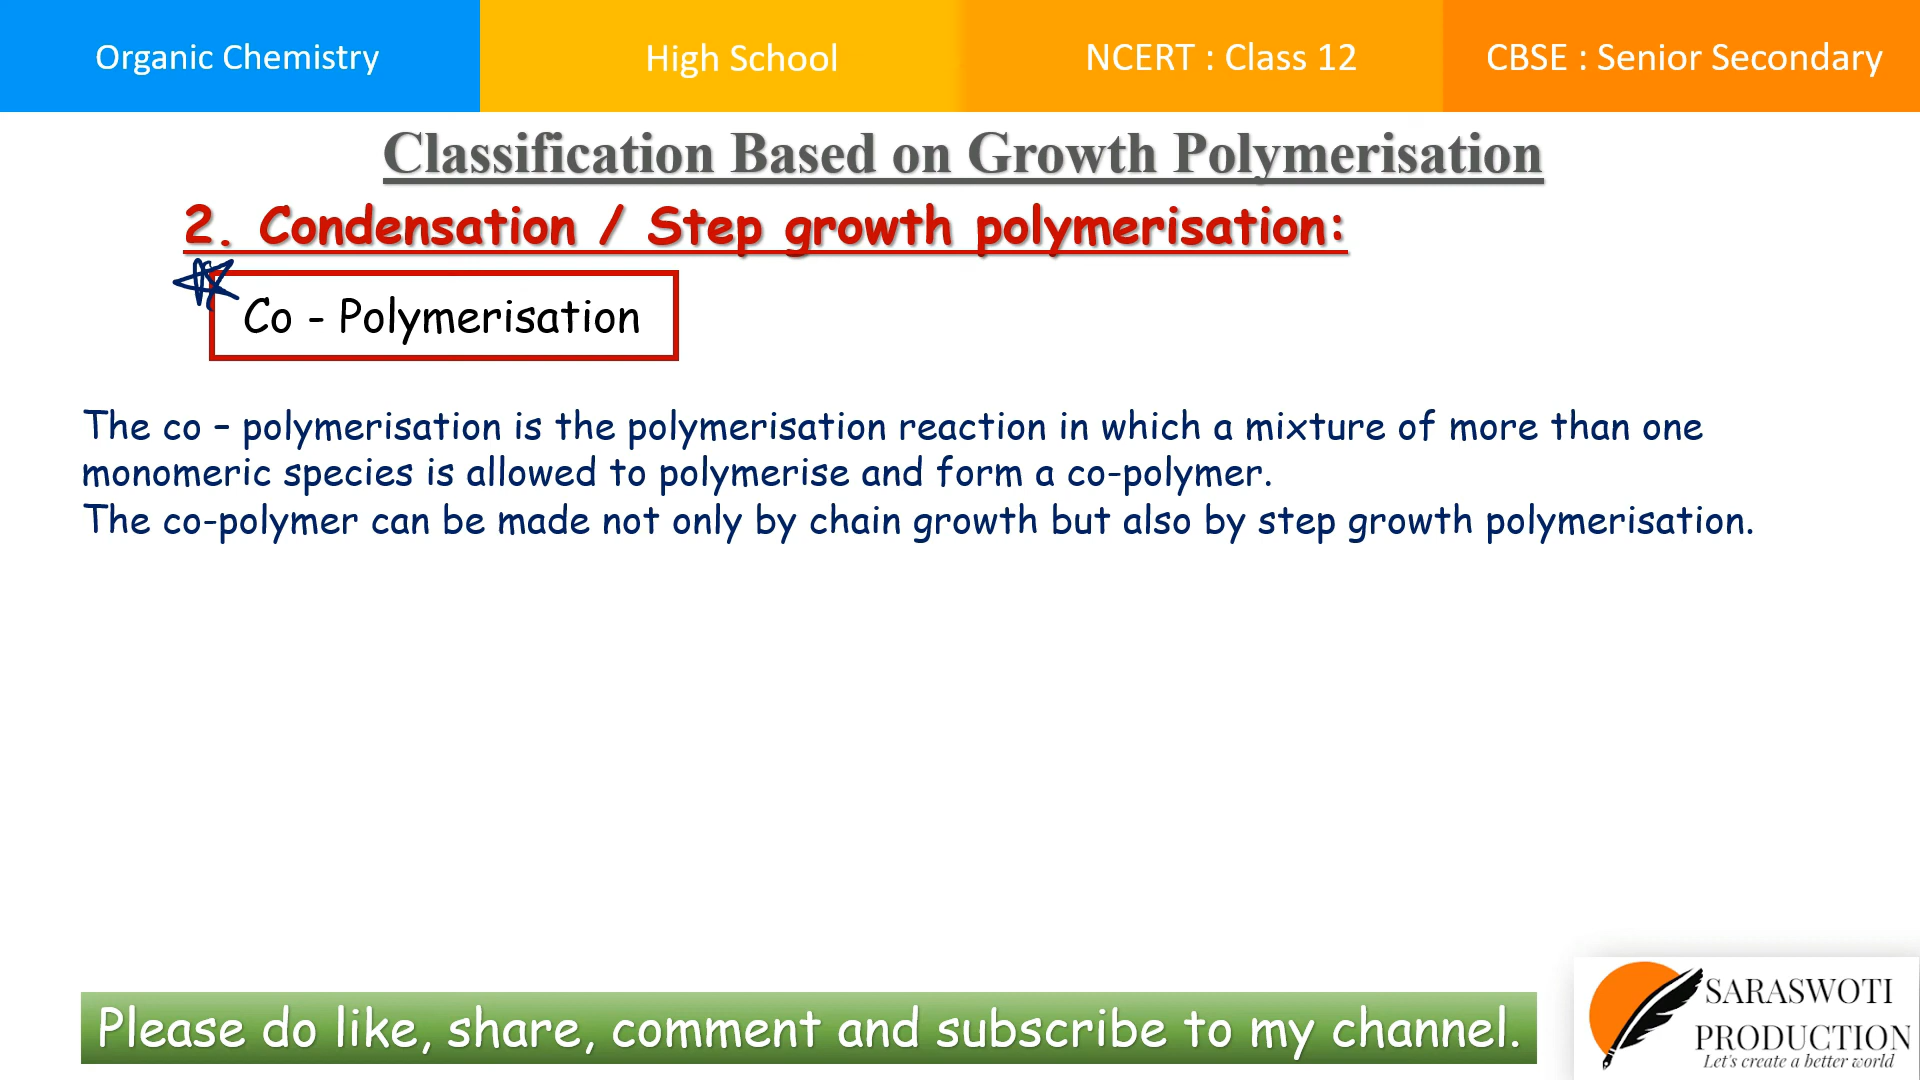 Organic Chemistry
High School
NCERT : Class 12
CBSE : Senior Secondary
Classification Based on Growth Polymerisation
2. Condensation / Step growth polymerisation:
Co - Polymerisation
The co – polymerisation is the polymerisation reaction in which a mixture of more than one
monomeric species is allowed to polymerise and form a co-polymer.
The co-polymer can be made not only by chain growth but also by step growth polymerisation.
Please do like, share, comment and subscribe to my channel.
SARASWOTI
PRODUCTION
Let's create a better world